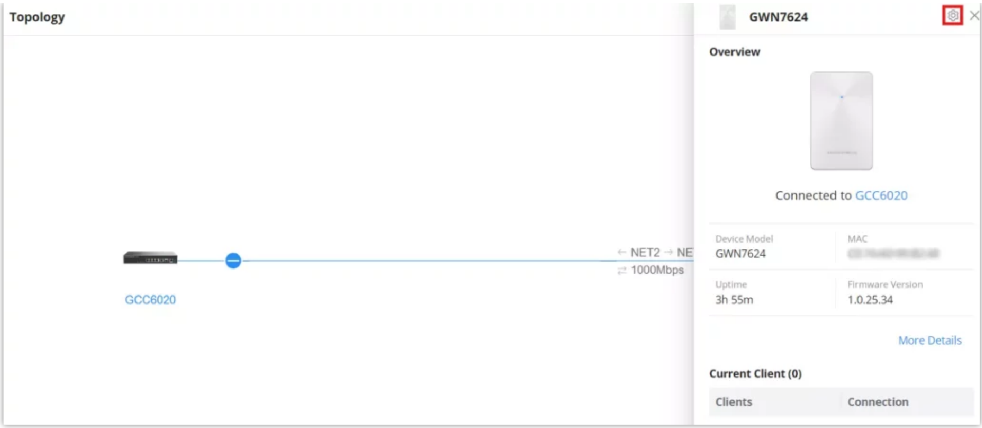 Topology
GWN7624
Overview
Connected to GCC6020
Device Model
GWN7624
MAC
Uptime
3h 55m
Firmware Version
1.0.25.34
More Details
Current Client (0)
Clients
Connection
← NET2 → NE
⇄ 1000Mbps
GCC6020